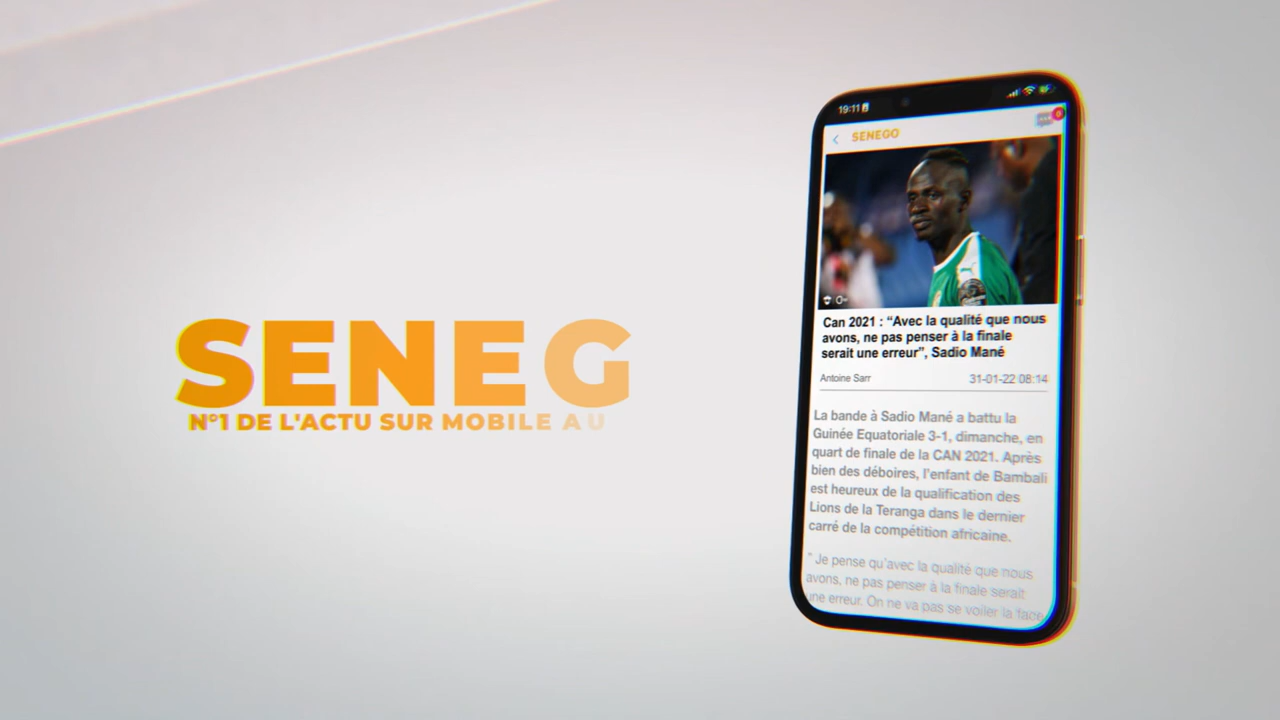 SENEG
N°1 DE L'ACTU SUR MOBILE AU
19:11
SENEGO
Can 2021 : “Avec la qualité que nous
avons, ne pas penser à la finale
serait une erreur”, Sadio Mané
Antoine Sarr 31-01-22 08:14
La bande à Sadio Mané a battu la
Guinée Equatoriale 3-1, dimanche, en
quart de finale de la CAN 2021. Après
bien des déboires, l'enfant de Bambali
est heureux de la qualification des
Lions de la Teranga dans le dernier
carré de la compétition africaine.
" Je pense qu'avec la qualité que nous
avons, ne pas penser à la finale serait
une erreur. On ne va pas se voiler la face